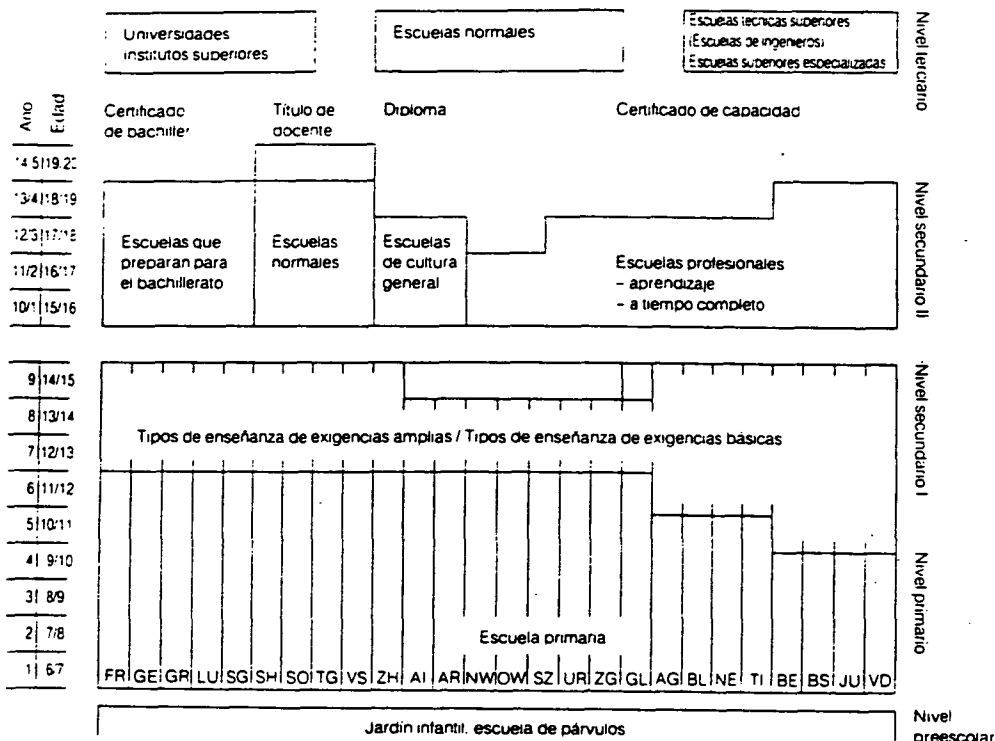 Universidades
institutos superiores
Escuelas normales
Escuelas tecnicas superiores
(Escuelas de ingenieros)
Escuelas superiores especializadas
Nivel terciario
Ano
Edad
Certificado
de bachiller
Título de
docente
Diploma
Certificado de capacidad
14 5|19.20
13/4|18/19
12/3|17/18
11/2|16/17
10/1|15/16
Escuelas que
preparan para
el bachillerato
Escuelas
normales
Escuelas
de cultura
general
Escuelas profesionales
- aprendizaje
- a tiempo completo
Nivel secundario II
9|14/15
8|13/14
7|12/13
6|11/12
5|10/11
4|9/10
3|8/9
2|7/8
1|6/7
Tipos de enseñanza de exigencias amplias / Tipos de enseñanza de exigencias básicas
Nivel secundario I
Escuela primaria
Nivel primario
FR GE GR LU SG SH SO TG VS ZH AI AR NW OW SZ UR ZG GL AG BL NE TI BE BS JU VD
Jardín infantil. escuela de párvulos
Nivel
preescolar